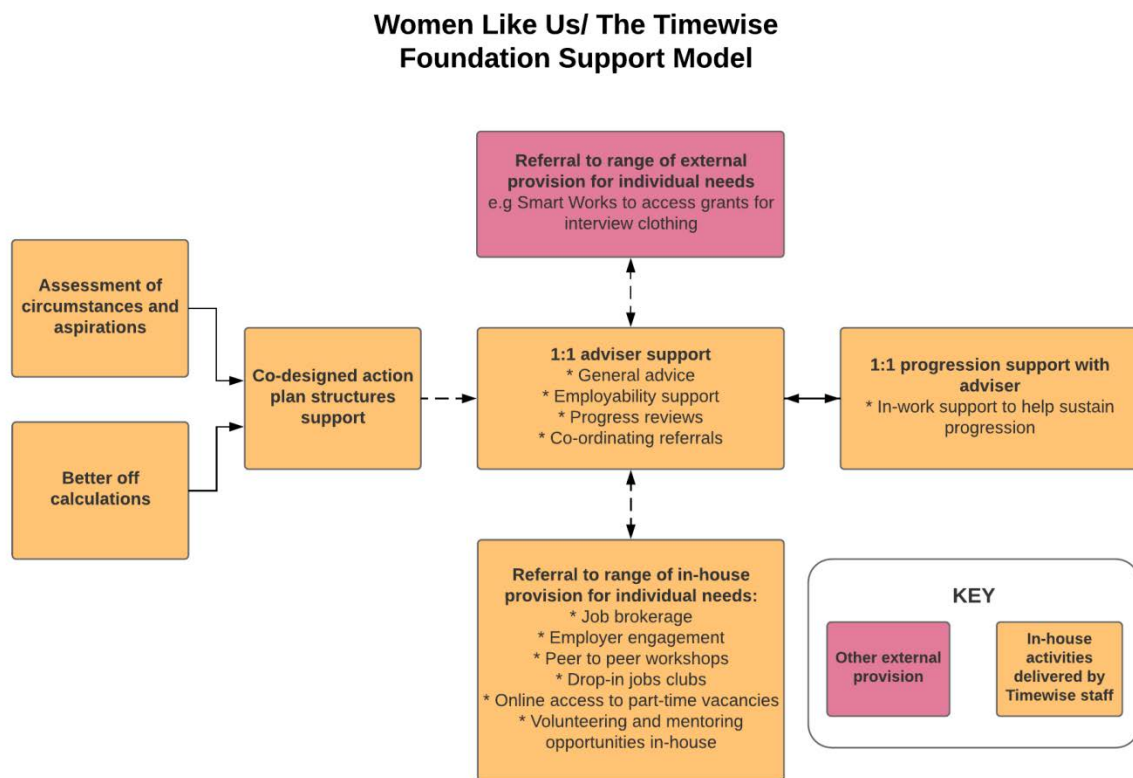 Women Like Us/ The Timewise
Foundation Support Model
Referral to range of external
provision for individual needs
e.g Smart Works to access grants for
interview clothing
Assessment of
circumstances and
aspirations
Better off
calculations
Co-designed action
plan structures
support
1:1 adviser support
* General advice
* Employability support
* Progress reviews
* Co-ordinating referrals
1:1 progression support with
adviser
* In-work support to help sustain
progression
Referral to range of in-house
provision for individual needs:
* Job brokerage
* Employer engagement
* Peer to peer workshops
* Drop-in jobs clubs
* Online access to part-time vacancies
* Volunteering and mentoring
opportunities in-house
KEY
Other external
provision
In-house
activities
delivered by
Timewise staff